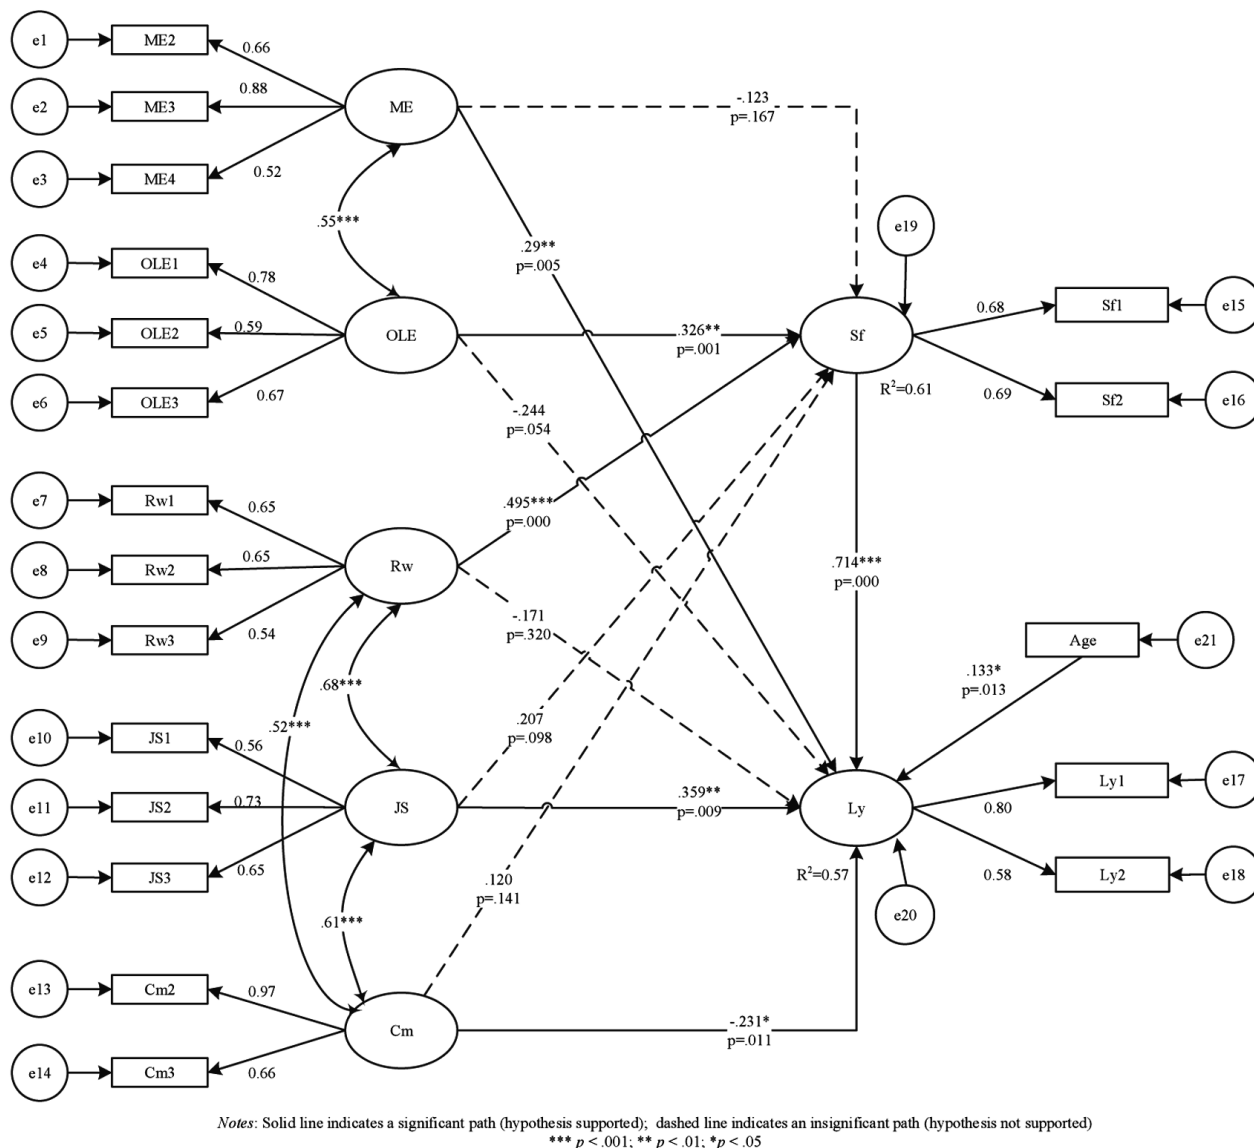 e1
ME2
0.66
e2
ME3
0.88
ME
e3
ME4
0.52
-.123
p=.167
.55***
.29**
p=.005
e19
e4
OLE1
0.78
e5
OLE2
0.59
OLE
e6
OLE3
0.67
.326**
p=.001
Sf
R²=0.61
0.68
Sf1
e15
0.69
Sf2
e16
-.244
p=.054
e7
Rw1
0.65
e8
Rw2
0.65
Rw
e9
Rw3
0.54
.495***
p=.000
.714***
p=.000
-.171
p=.320
Age
e21
.133*
p=.013
.68***
.52***
.207
p=.098
e10
JS1
0.56
e11
JS2
0.73
JS
e12
JS3
0.65
.359**
p=.009
Ly
R²=0.57
0.80
Ly1
e17
0.58
Ly2
e18
e20
.120
p=.141
.61***
e13
Cm2
0.97
Cm
e14
Cm3
0.66
-.231*
p=.011
Notes: Solid line indicates a significant path (hypothesis supported); dashed line indicates an insignificant path (hypothesis not supported)
*** p < .001; ** p < .01; *p < .05